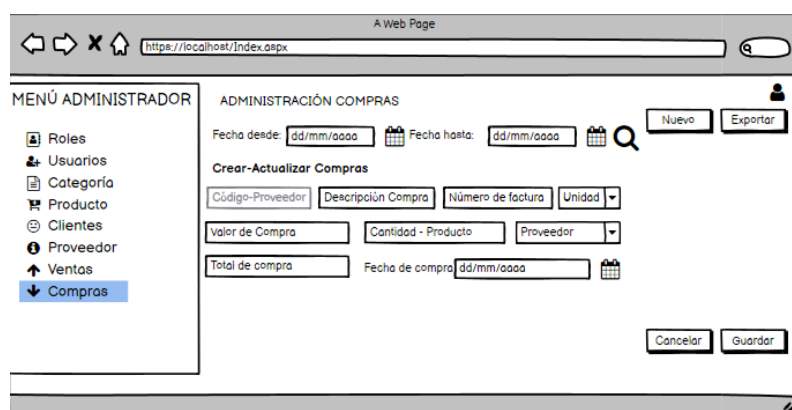 A Web Page
https://localhost/Index.aspx
MENÚ ADMINISTRADOR
Roles
Usuarios
Categoría
Producto
Clientes
Proveedor
Ventas
Compras
ADMINISTRACIÓN COMPRAS
Nuevo Exportar
Fecha desde: dd/mm/aaaa Fecha hasta: dd/mm/aaaa
Crear-Actualizar Compras
Código-Proveedor Descripción Compra Número de factura Unidad
Valor de Compra Cantidad - Producto Proveedor
Total de compra Fecha de compra dd/mm/aaaa
Cancelar Guardar